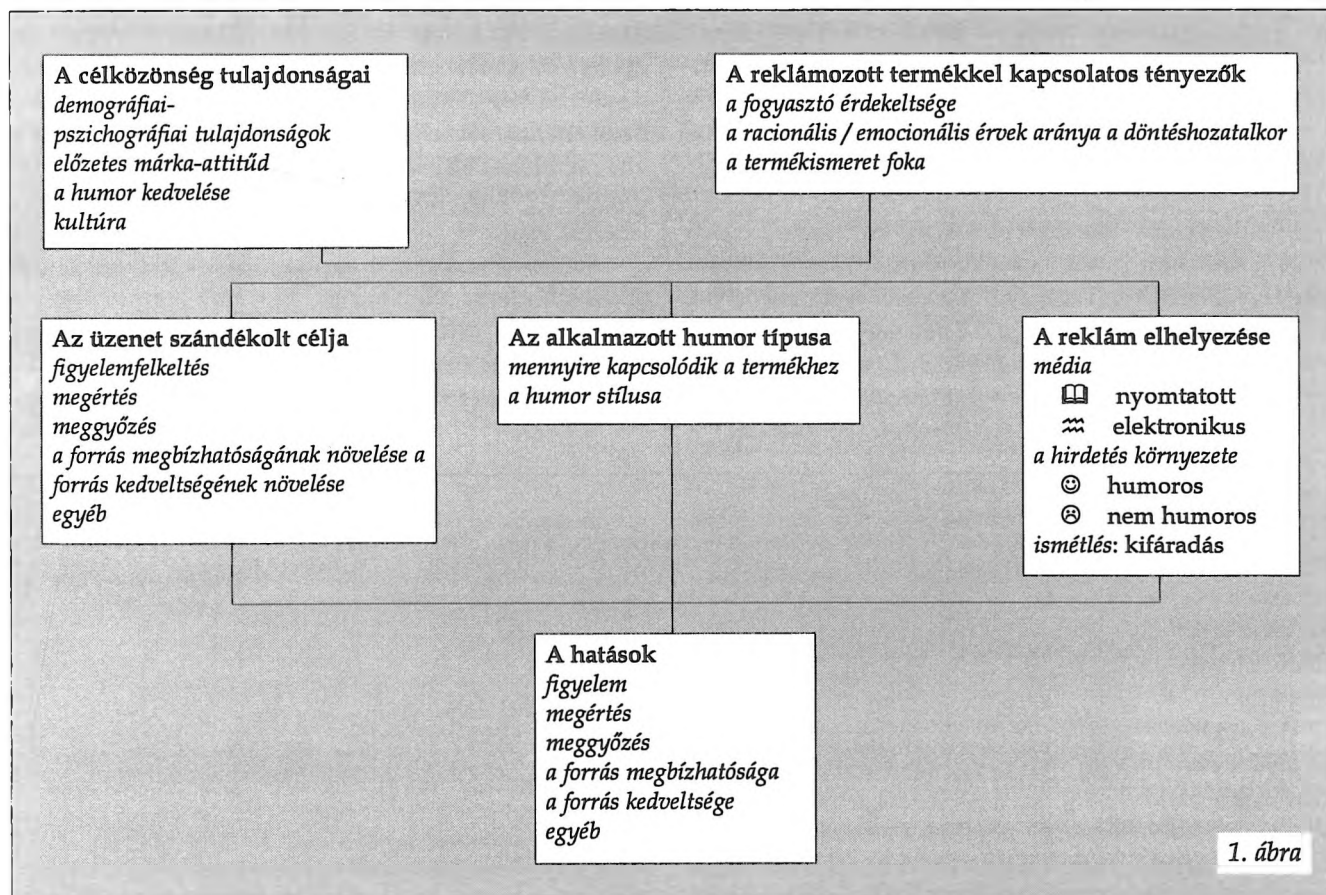 A célközönség tulajdonságai
demográfiai-
pszichográfiai tulajdonságok
előzetes márka-attitűd
a humor kedvelése
kultúra
A reklámozott termékkel kapcsolatos tényezők
a fogyasztó érdekeltsége
a racionális / emocionális érvek aránya a döntéshozatalkor
a termékismeret foka
Az üzenet szándékolt célja
figyelemfelkeltés
megértés
meggyőzés
a forrás megbízhatóságának növelése a
forrás kedveltségének növelése
egyéb
Az alkalmazott humor típusa
mennyire kapcsolódik a termékhez
a humor stílusa
A reklám elhelyezése
média
nyomtatott
elektronikus
a hirdetés környezete
humoros
nem humoros
ismétlés: kifáradás
A hatások
figyelem
megértés
meggyőzés
a forrás megbízhatósága
a forrás kedveltsége
egyéb
1. ábra